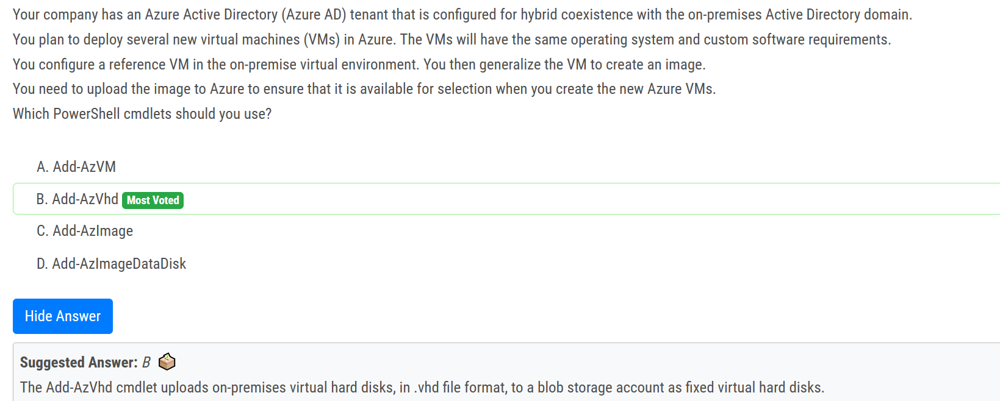 Your company has an Azure Active Directory (Azure AD) tenant that is configured for hybrid coexistence with the on-premises Active Directory domain.
You plan to deploy several new virtual machines (VMs) in Azure. The VMs will have the same operating system and custom software requirements.
You configure a reference VM in the on-premise virtual environment. You then generalize the VM to create an image.
You need to upload the image to Azure to ensure that it is available for selection when you create the new Azure VMs.
Which PowerShell cmdlets should you use?
A. Add-AzVM
B. Add-AzVhd Most Voted
C. Add-AzImage
D. Add-AzImageDataDisk
Hide Answer
Suggested Answer: B
The Add-AzVhd cmdlet uploads on-premises virtual hard disks, in .vhd file format, to a blob storage account as fixed virtual hard disks.